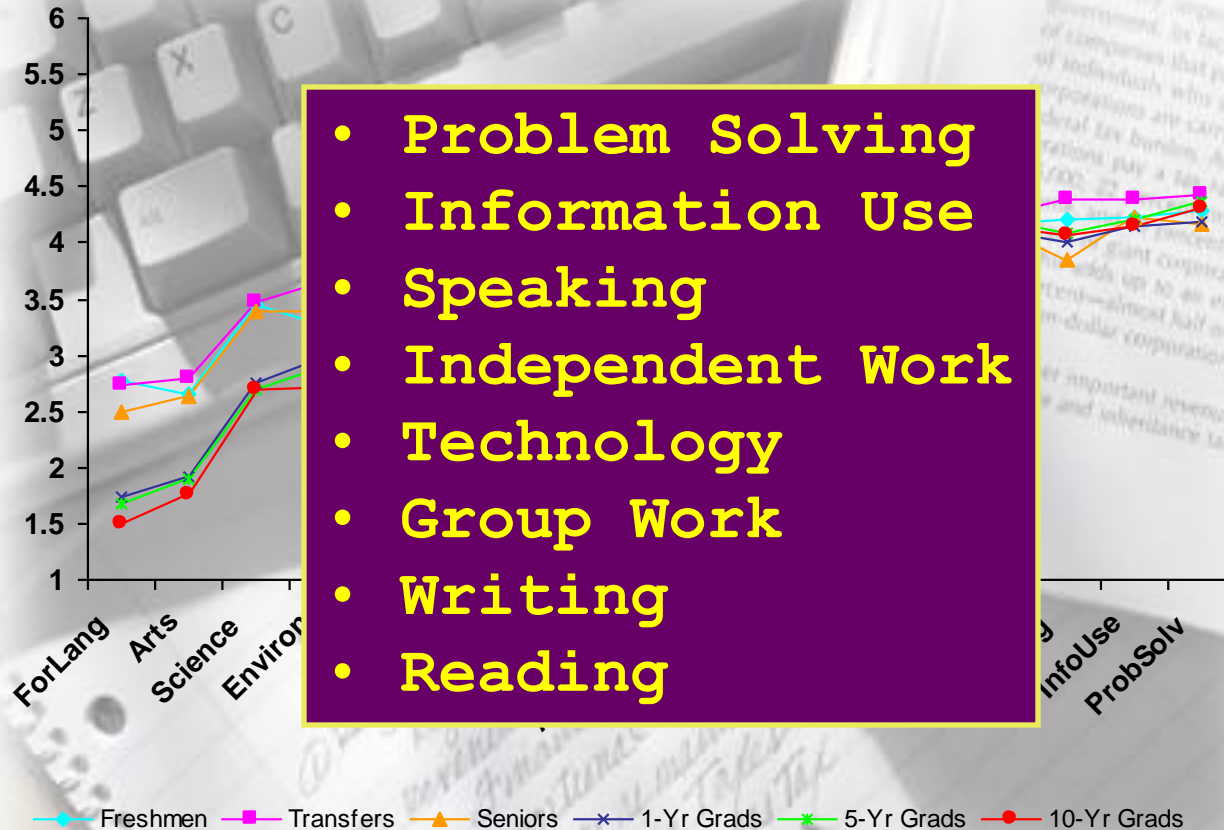 6
5.5
5
4.5
4
3.5
3
2.5
2
1.5
1
• Problem Solving
• Information Use
• Speaking
• Independent Work
• Technology
• Group Work
• Writing
• Reading
ForLang
Arts
Science
InfoUse
ProbSolv
Freshmen Transfers Seniors 1-Yr Grads 5-Yr Grads 10-Yr Grads